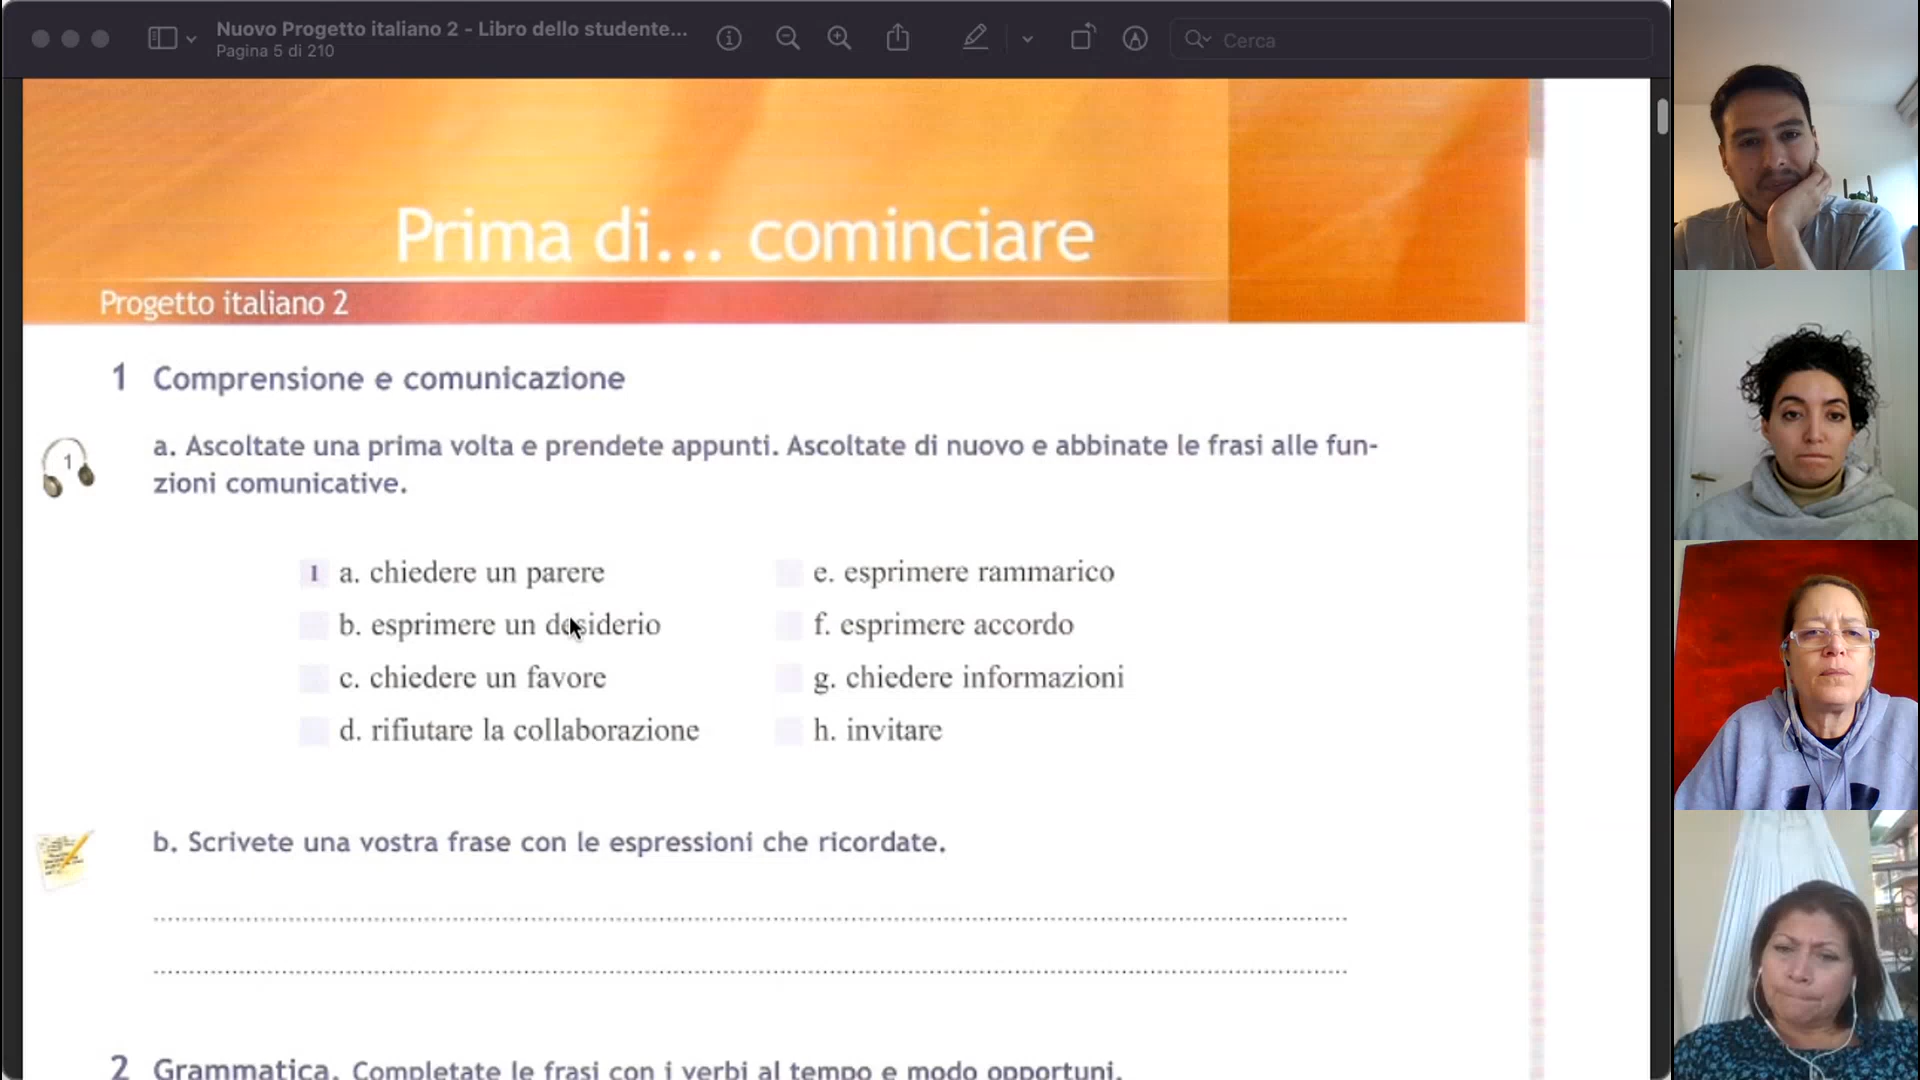 Nuovo Progetto italiano 2 - Libro dello studente...
Pagina 5 di 210
Cerca
Prima di... cominciare
Progetto italiano 2
1 Comprensione e comunicazione
1
a. Ascoltate una prima volta e prendete appunti. Ascoltate di nuovo e abbinate le frasi alle fun-
zioni comunicative.
1 a. chiedere un parere
b. esprimere un desiderio
c. chiedere un favore
d. rifiutare la collaborazione
e. esprimere rammarico
f. esprimere accordo
g. chiedere informazioni
h. invitare
b. Scrivete una vostra frase con le espressioni che ricordate.
2 Grammatica. Completate le frasi con i verbi al tempo e modo opportuni.